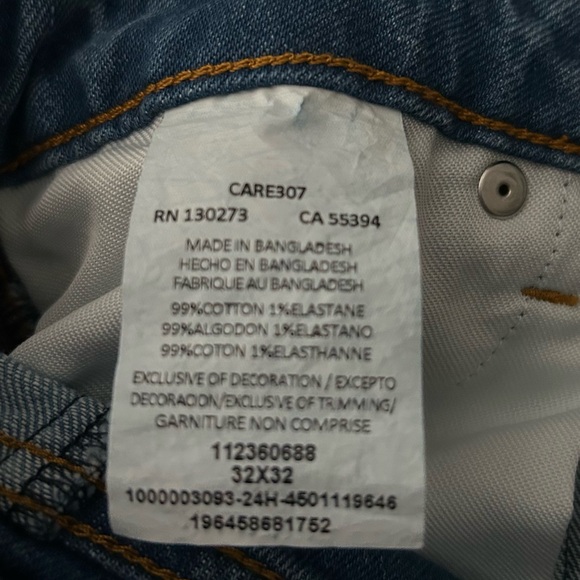 CARE307
RN 130273 CA 55394
MADE IN BANGLADESH
HECHO EN BANGLADESH
FABRIQUE AU BANGLADESH
99%COTTON 1%ELASTANE
99%ALGODON 1%ELASTANO
99%COTON 1%ELASTHANNE
EXCLUSIVE OF DECORATION / EXCEPTO
DECORACION/EXCLUSIVE OF TRIMMING/
GARNITURE NON COMPRISE
112360688
32X32
1000003093-24H-4501119646
196458681752